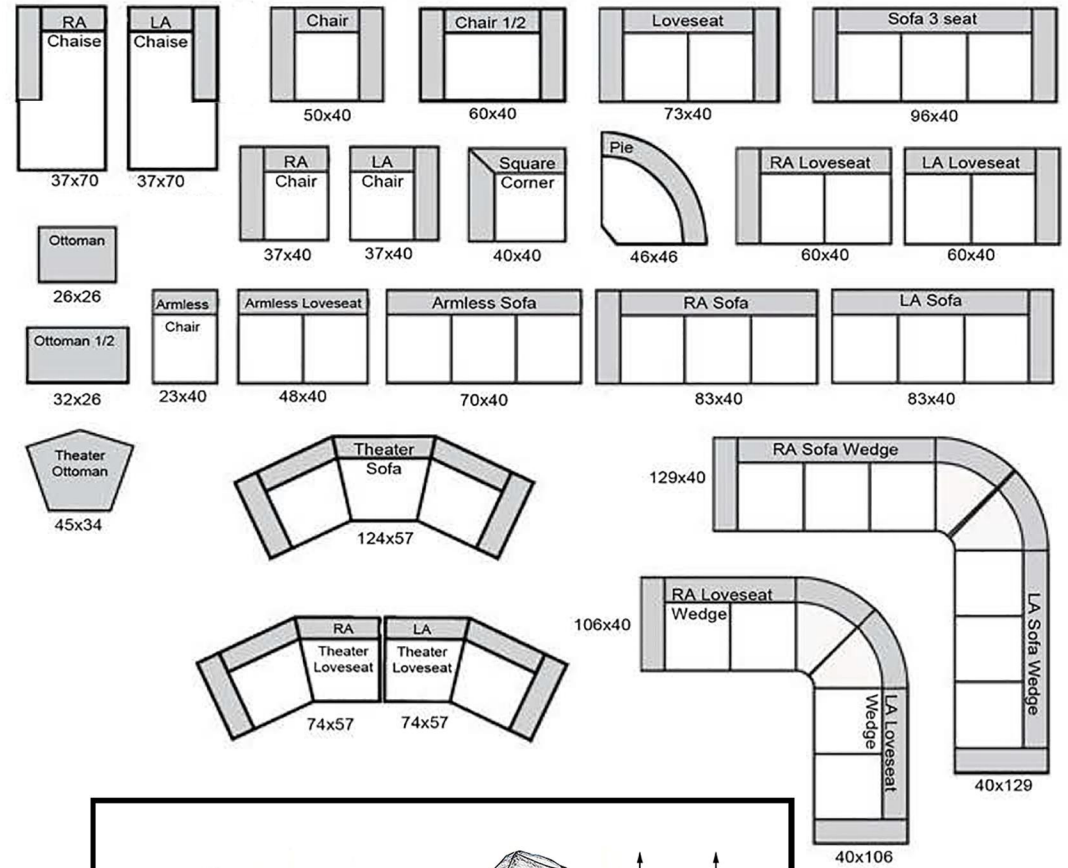 RA
Chaise
37x70
LA
Chaise
37x70
Chair
50x40
Chair 1/2
60x40
Loveseat
73x40
Sofa 3 seat
96x40
RA
Chair
37x40
LA
Chair
37x40
Square
Corner
40x40
Pie
46x46
RA Loveseat
60x40
LA Loveseat
60x40
Ottoman
26x26
Ottoman 1/2
32x26
Armless
Chair
23x40
Armless Loveseat
48x40
Armless Sofa
70x40
RA Sofa
83x40
LA Sofa
83x40
Theater
Ottoman
45x34
Theater
Sofa
124x57
129x40
RA Sofa Wedge
LA Sofa Wedge
40x129
RA
Theater
Loveseat
74x57
LA
Theater
Loveseat
74x57
106x40
RA Loveseat
Wedge
LA Loveseat
Wedge
40x106